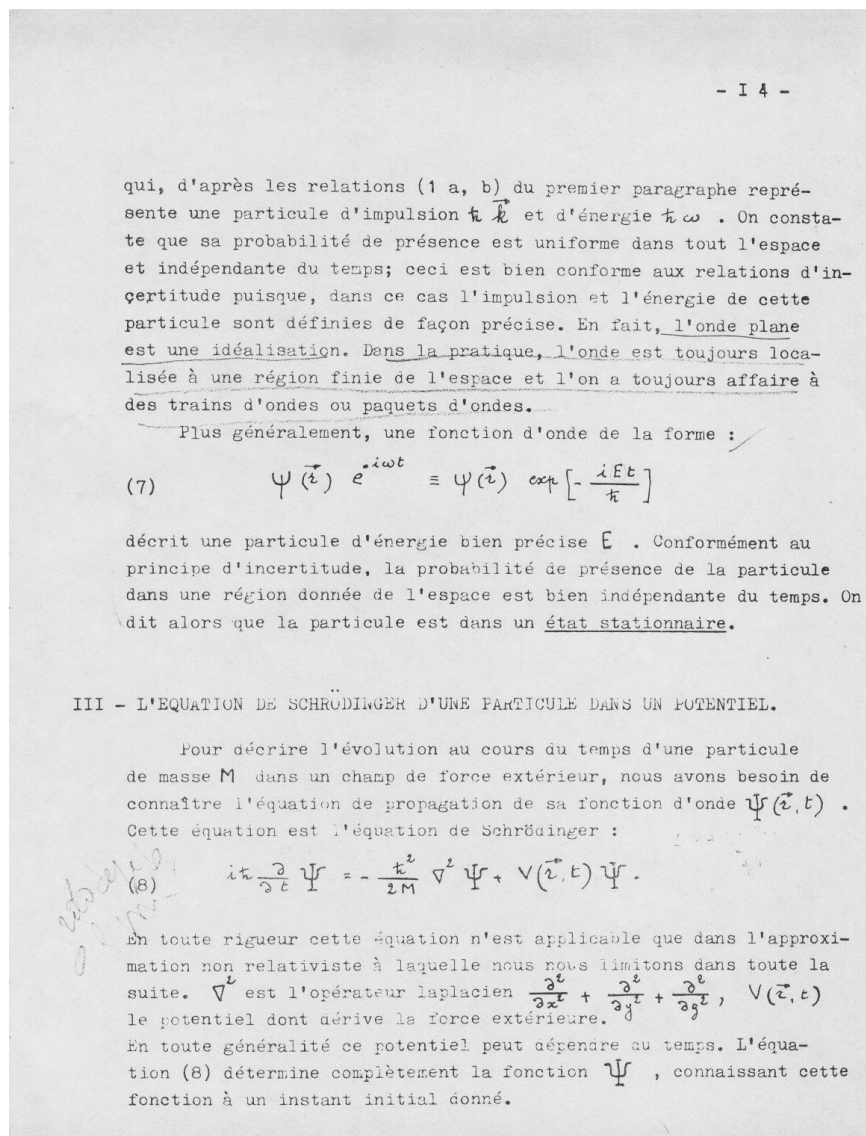 - I 4 -
qui, d'après les relations (1 a, b) du premier paragraphe repré-
sente une particule d'impulsion ħ k⃗ et d'énergie ħ ω . On consta-
te que sa probabilité de présence est uniforme dans tout l'espace
et indépendante du temps; ceci est bien conforme aux relations d'in-
çertitude puisque, dans ce cas l'impulsion et l'énergie de cette
particule sont définies de façon précise. En fait, l'onde plane
est une idéalisation. Dans la pratique, l'onde est toujours loca-
lisée à une région finie de l'espace et l'on a toujours affaire à
des trains d'ondes ou paquets d'ondes.
Plus généralement, une fonction d'onde de la forme :
(7) ψ(r⃗) e^{-iωt} ≡ ψ(r⃗) exp[- iEt/ħ]
décrit une particule d'énergie bien précise E . Conformément au
principe d'incertitude, la probabilité de présence de la particule
dans une région donnée de l'espace est bien indépendante du temps. On
dit alors que la particule est dans un état stationnaire.
III - L'EQUATION DE SCHRÖDINGER D'UNE PARTICULE DANS UN POTENTIEL.
Pour décrire l'évolution au cours du temps d'une particule
de masse M dans un champ de force extérieur, nous avons besoin de
connaître l'équation de propagation de sa fonction d'onde Ψ(r⃗,t) .
Cette équation est l'équation de Schrödinger :
(8) iħ ∂/∂t Ψ = - ħ²/2M ∇² Ψ + V(r⃗,t) Ψ.
En toute rigueur cette équation n'est applicable que dans l'approxi-
mation non relativiste à laquelle nous nous limitons dans toute la
suite. ∇² est l'opérateur laplacien ∂²/∂x² + ∂²/∂y² + ∂²/∂z², V(r⃗,t)
le potentiel dont dérive la force extérieure.
En toute généralité ce potentiel peut dépendre du temps. L'équa-
tion (8) détermine complètement la fonction Ψ , connaissant cette
fonction à un instant initial donné.